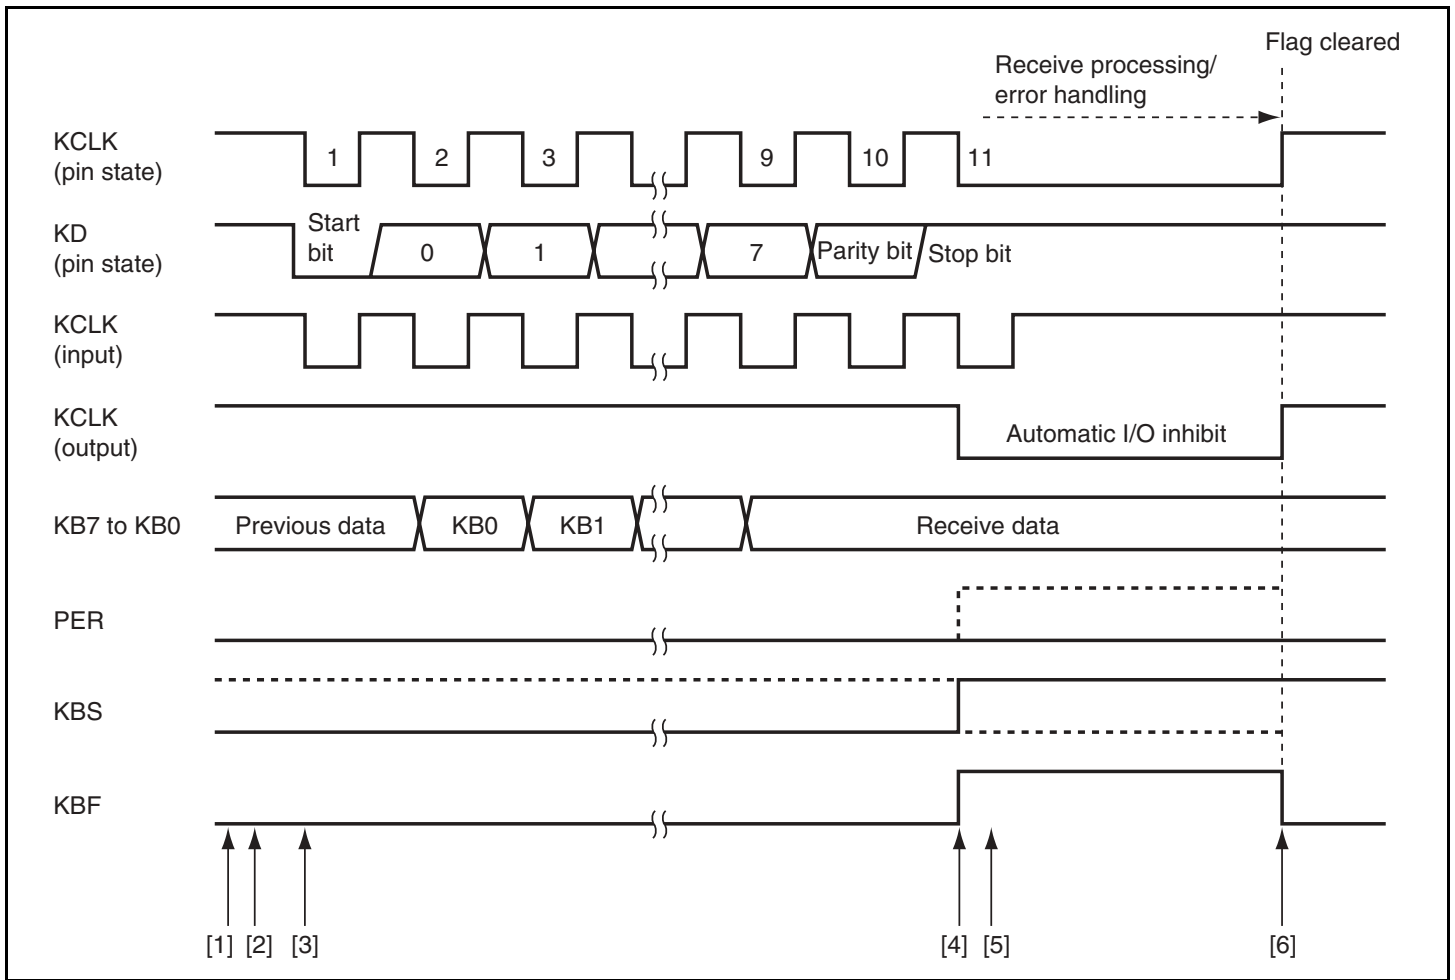 Flag cleared
Receive processing/
error handling
KCLK
(pin state)
1
2
3
9
10
11
KD
(pin state)
Start
bit
0
1
7
Parity bit
Stop bit
KCLK
(input)
KCLK
(output)
Automatic I/O inhibit
KB7 to KB0
Previous data
KB0
KB1
Receive data
PER
KBS
KBF
[1] [2] [3] [4] [5] [6]